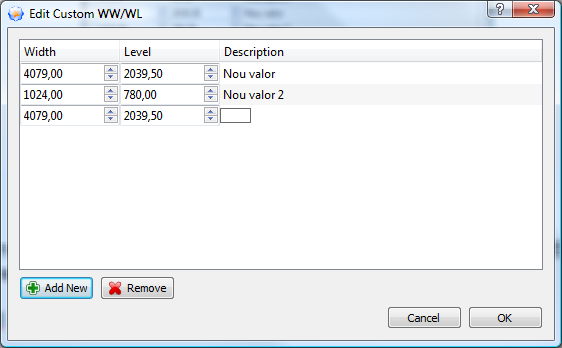 Edit Custom WW/WL
?
Width Level Description
4079,00 2039,50 Nou valor
1024,00 780,00 Nou valor 2
4079,00 2039,50
Add New Remove
Cancel OK